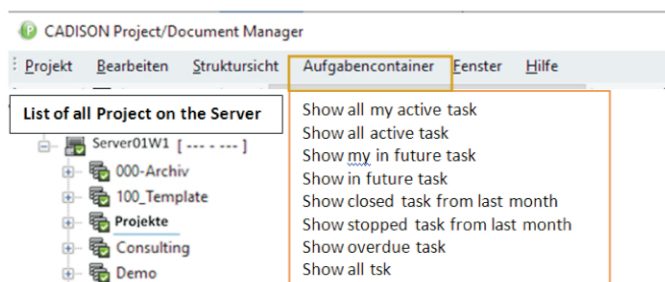 CADISON Project/Document Manager
Projekt Bearbeiten Struktursicht Aufgabencontainer Fenster Hilfe
List of all Project on the Server
Server01W1 [ --- - --- ]
000-Archiv
100_Template
Projekte
Consulting
Demo
Show all my active task
Show all active task
Show my in future task
Show in future task
Show closed task from last month
Show stopped task from last month
Show overdue task
Show all tsk